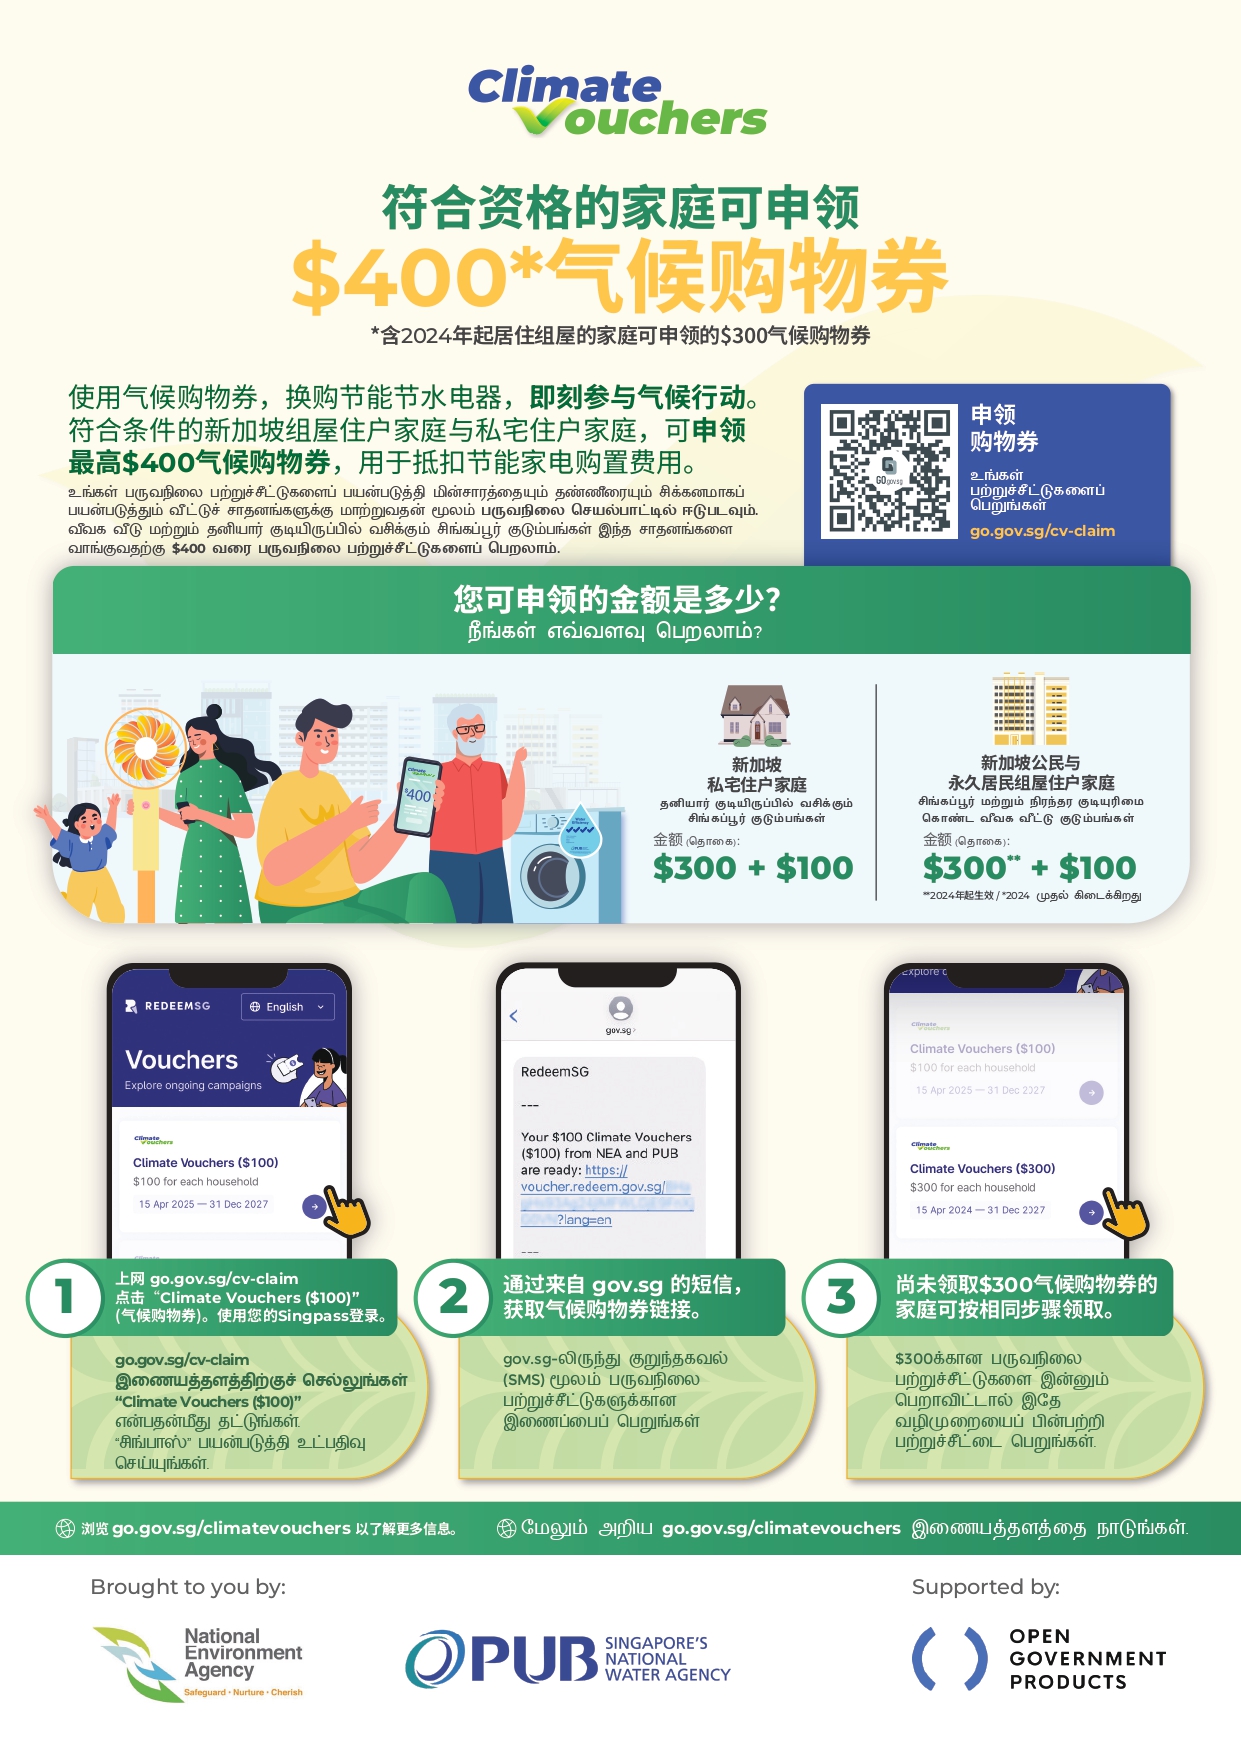 Climate
Vouchers
符合资格的家庭可申领
$400*气候购物券
*含2024年起居住组屋的家庭可申领的$300气候购物券
使用气候购物券，换购节能节水电器，即刻参与气候行动。
符合条件的新加坡组屋住户家庭与私宅住户家庭，可申领
最高$400气候购物券，用于抵扣节能家电购置费用。
உங்கள் பருவநிலை பற்றுச்சீட்டுகளைப் பயன்படுத்தி மின்சாரத்தையும் தண்ணீரையும் சிக்கனமாகப்
பயன்படுத்தும் வீட்டுச் சாதனங்களுக்கு மாற்றுவதன் மூலம் பருவநிலை செயல்பாட்டில் ஈடுபடவும்.
வீவக வீடு மற்றும் தனியார் குடியிருப்பில் வசிக்கும் சிங்கப்பூர் குடும்பங்கள் இந்த சாதனங்களை
வாங்குவதற்கு $400 வரை பருவநிலை பற்றுச்சீட்டுகளைப் பெறலாம்.
GO.gov.sg
申领
购物券
உங்கள்
பற்றுச்சீட்டுகளைப்
பெறுங்கள்
go.gov.sg/cv-claim
您可申领的金额是多少？
நீங்கள் எவ்வளவு பெறலாம்?
Climate
Vouchers
$400
新加坡
私宅住户家庭
தனியார் குடியிருப்பில் வசிக்கும்
சிங்கப்பூர் குடும்பங்கள்
金额 (தொகை):
$300 + $100
新加坡公民与
永久居民组屋住户家庭
சிங்கப்பூர் மற்றும் நிரந்தர குடியுரிமை
கொண்ட வீவக வீட்டு குடும்பங்கள்
金额 (தொகை):
$300** + $100
**2024年起生效 / *2024 முதல் கிடைக்கிறது
REDEEMSG
English
Vouchers
Explore ongoing campaigns
Climate
Vouchers
Climate Vouchers ($100)
$100 for each household
15 Apr 2025 — 31 Dec 2027
gov.sg
RedeemSG
---
Your $100 Climate Vouchers
($100) from NEA and PUB
are ready: https://
voucher.redeem.gov.sg/
?lang=en
---
Climate
Vouchers
Climate Vouchers ($100)
$100 for each household
15 Apr 2025 — 31 Dec 2027
Climate
Vouchers
Climate Vouchers ($300)
$300 for each household
15 Apr 2024 — 31 Dec 2027
1
上网 go.gov.sg/cv-claim
点击 “Climate Vouchers ($100)”
(气候购物券)。使用您的Singpass登录。
go.gov.sg/cv-claim
இணையத்தளத்திற்குச் செல்லுங்கள்
“Climate Vouchers ($100)”
என்பதன்மீது தட்டுங்கள்.
“சிங்பாஸ்” பயன்படுத்தி உட்பதிவு
செய்யுங்கள்.
2
通过来自 gov.sg 的短信，
获取气候购物券链接。
gov.sg-லிருந்து குறுந்தகவல்
(SMS) மூலம் பருவநிலை
பற்றுச்சீட்டுகளுக்கான
இணைப்பைப் பெறுங்கள்
3
尚未领取$300气候购物券的
家庭可按相同步骤领取。
$300க்கான பருவநிலை
பற்றுச்சீட்டுகளை இன்னும்
பெறாவிட்டால் இதே
வழிமுறையைப் பின்பற்றி
பற்றுச்சீட்டை பெறுங்கள்.
浏览 go.gov.sg/climatevouchers 以了解更多信息。
மேலும் அறிய go.gov.sg/climatevouchers இணையத்தளத்தை நாடுங்கள்.
Brought to you by:
Supported by:
National
Environment
Agency
Safeguard · Nurture · Cherish
PUB
SINGAPORE'S
NATIONAL
WATER AGENCY
OPEN
GOVERNMENT
PRODUCTS